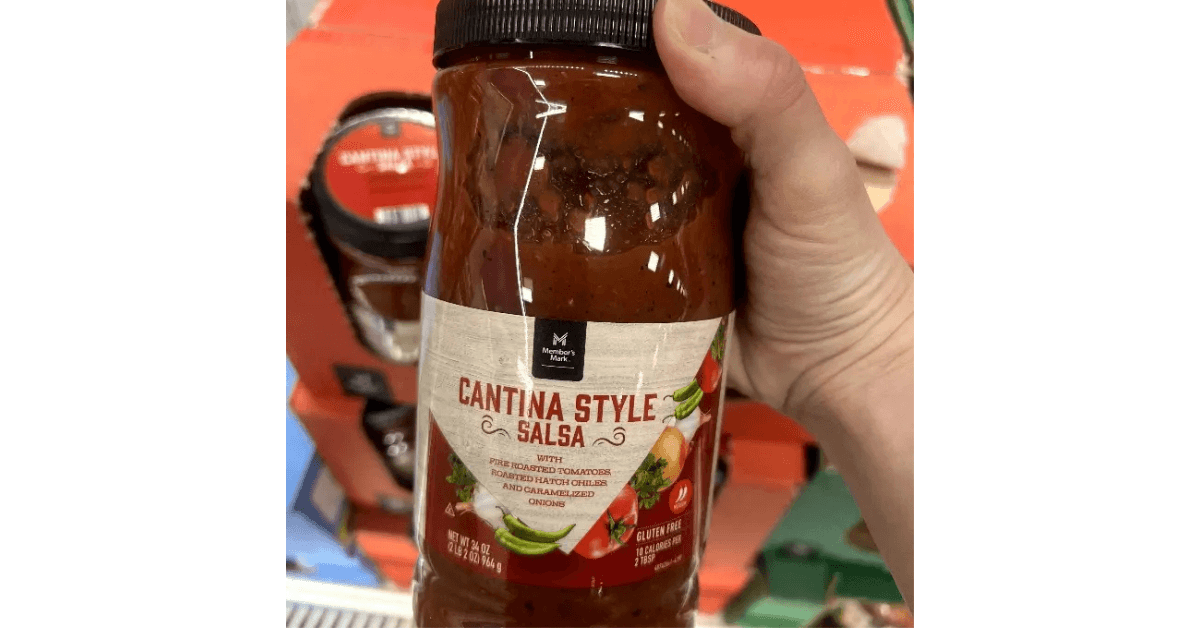 CANTINA STYLE
SALSA
Member's
Mark
CANTINA STYLE
SALSA
WITH
FIRE ROASTED TOMATOES,
ROASTED HATCH CHILES,
AND CARAMELIZED
ONIONS
NET WT 34 OZ
(2 LB 2 OZ) 964 g
GLUTEN FREE
10 CALORIES PER
2 TBSP